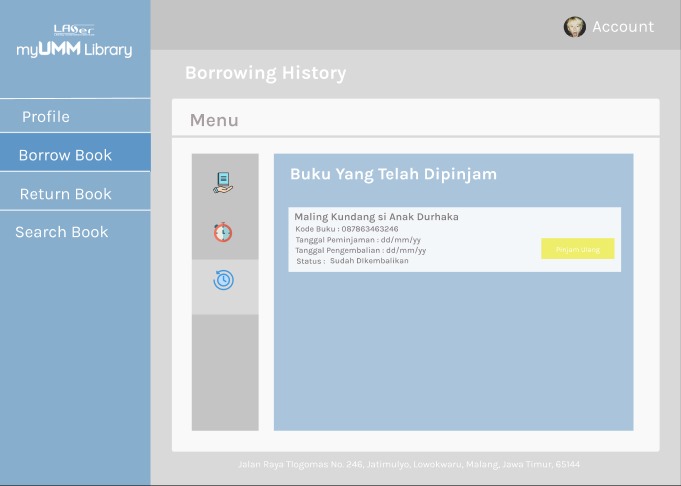 LASer
myUMM Library
Account
Borrowing History
Profile
Menu
Borrow Book
Buku Yang Telah Dipinjam
Return Book
Maling Kundang si Anak Durhaka
Kode Buku : 087863463246
Search Book
Tanggal Peminjaman : dd/mm/yy
Tanggal Pengembalian : dd/mm/yy
Pinjam Ulang
Status : Sudah DIkembalikan
Jalan Raya Tlogomas No. 246, Jatimulyo, Lowokwaru, Malang, Jawa Timur, 65144